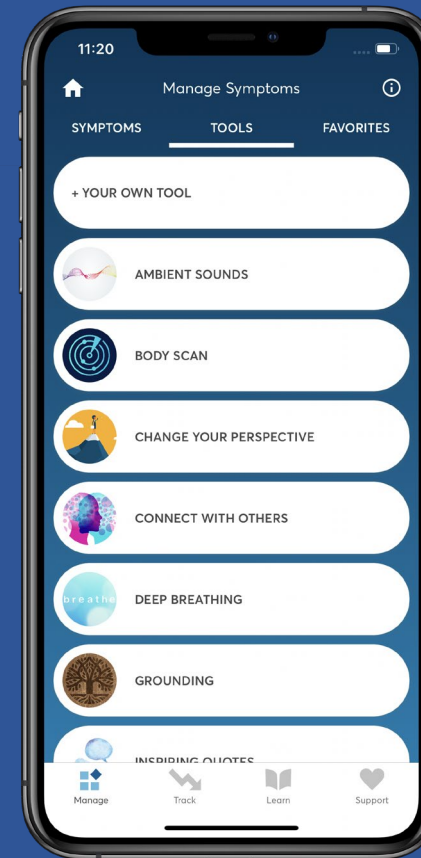 11:20
Manage Symptoms
SYMPTOMS TOOLS FAVORITES
+ YOUR OWN TOOL
AMBIENT SOUNDS
BODY SCAN
CHANGE YOUR PERSPECTIVE
CONNECT WITH OTHERS
breathe
DEEP BREATHING
GROUNDING
INSPIRING QUOTES
Manage Track Learn Support